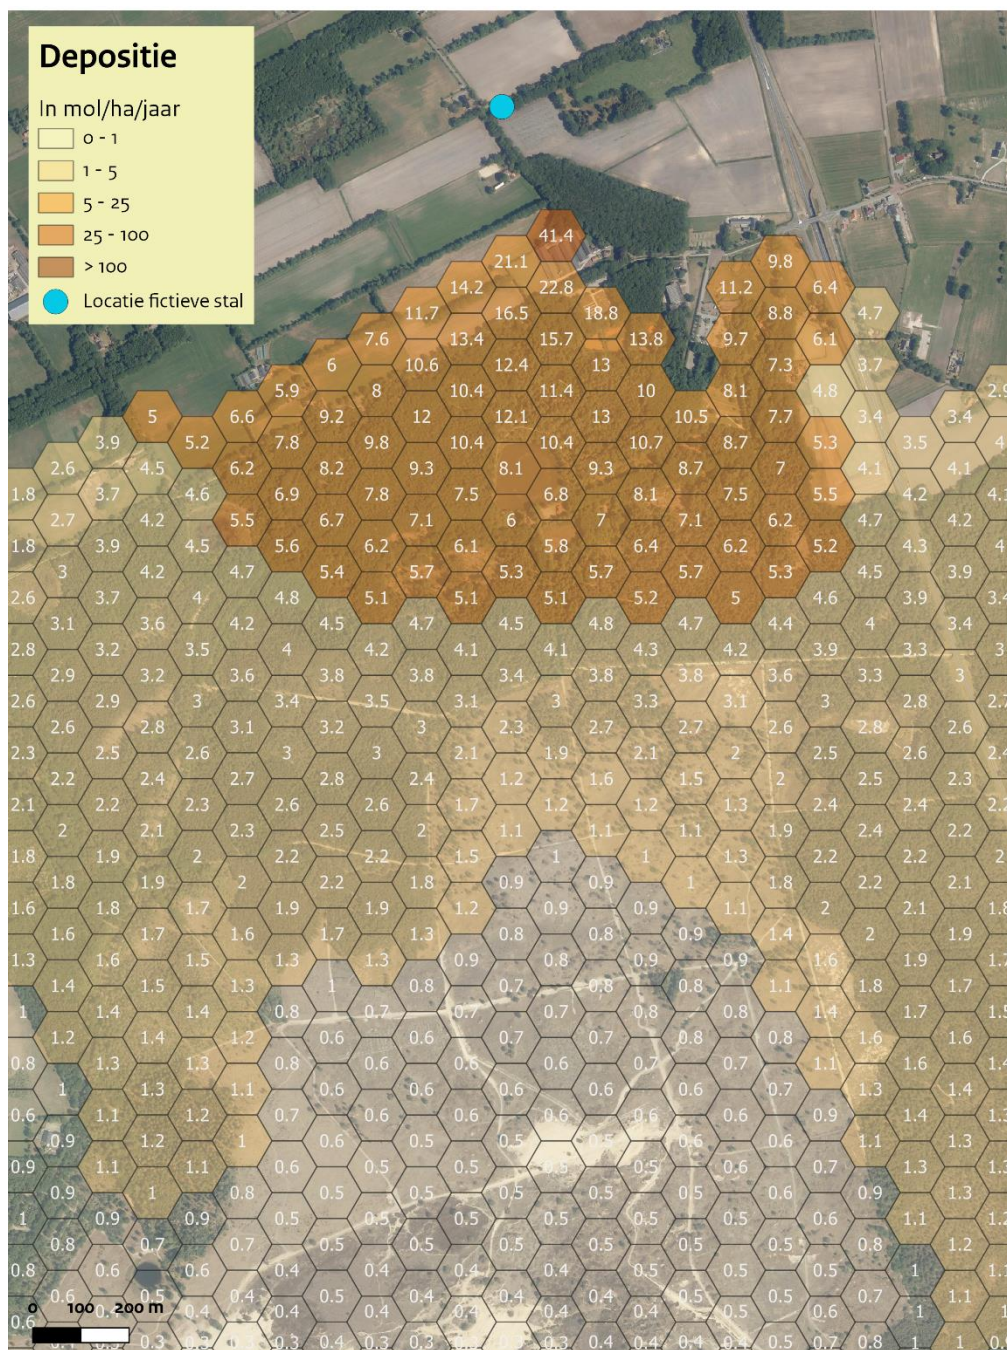 Depositie
In mol/ha/jaar
0 - 1
1 - 5
5 - 25
25 - 100
> 100
Locatie fictieve stal
41.4
21.1 9.8
14.2 22.8 11.2 6.4
11.7 16.5 18.8 8.8 4.7
7.6 13.4 15.7 13.8 9.7 6.1
6 10.6 12.4 13 7.3 3.7
5.9 8 10.4 11.4 10 8.1 4.8
5 6.6 9.2 12 12.1 13 10.5 7.7 3.4 3.4
3.9 5.2 7.8 9.8 10.4 10.4 10.7 8.7 5.3 3.5 4
2.6 4.5 6.2 8.2 9.3 8.1 9.3 8.7 7 4.1 4.1
1.8 3.7 4.6 6.9 7.8 7.5 6.8 8.1 7.5 5.5 4.2
2.7 4.2 5.5 6.7 7.1 6 7 7.1 6.2 4.7 4.2
1.8 3.9 4.5 5.6 6.2 6.1 5.8 6.4 6.2 5.2 4.3 4
3 4.2 4.7 5.4 5.7 5.3 5.7 5.7 5.3 4.5 3.9
2.6 3.7 4 4.8 5.1 5.1 5.1 5.2 5 4.6 3.9 3.4
3.1 3.6 4.2 4.5 4.7 4.5 4.8 4.7 4.4 4 3.4
2.8 3.2 3.5 4 4.2 4.1 4.1 4.3 4.2 3.9 3.3 3
2.9 3.2 3.6 3.8 3.8 3.4 3.8 3.8 3.6 3.3 3
2.6 2.9 3 3.4 3.5 3.1 3 3.3 3.1 3 2.8
2.6 2.8 3.1 3.2 3 2.3 2.7 2.7 2.6 2.8 2.6
2.3 2.5 2.6 3 3 2.1 1.9 2.1 2 2.5 2.6
2.2 2.4 2.7 2.8 2.4 1.2 1.6 1.5 2 2.5 2.3
2.1 2.2 2.3 2.6 2.6 1.7 1.2 1.2 1.3 2.4 2.4
2 2.1 2.3 2.5 2 1.1 1.1 1.1 1.9 2.4 2.2
1.8 1.9 2 2.2 2.2 1.5 1 1 1.3 2.2 2.2 2
1.8 1.9 2 2.2 1.8 0.9 0.9 1 1.8 2.2 2.1
1.6 1.8 1.7 1.9 1.9 1.2 0.9 0.9 1.1 2 2.1 1.8
1.6 1.7 1.6 1.7 1.3 0.8 0.8 0.9 1.4 2 1.9
1.3 1.6 1.5 1.3 1.3 0.9 0.8 0.9 0.9 1.6 1.9 1.7
1.4 1.5 1.3 1 0.8 0.7 0.8 0.8 1.1 1.8 1.7
1 1.4 1.4 0.8 0.7 0.7 0.7 0.8 0.8 1.4 1.7
1.2 1.4 1.2 0.6 0.6 0.7 0.7 0.8 0.8 1.6 1.6
0.8 1.3 1.3 0.8 0.6 0.6 0.6 0.7 0.8 1.1 1.6
1 1.3 1.1 0.6 0.6 0.6 0.6 0.7 0.7 1.3 1.4
0.6 1.1 1.2 0.7 0.6 0.5 0.6 0.6 0.6 0.9 1.4
0.9 1.2 1 0.6 0.5 0.5 0.5 0.6 0.6 1.1 1.3
0.9 1.1 1.1 0.6 0.5 0.5 0.5 0.5 0.6 0.7 1.3
0.9 1 0.8 0.5 0.5 0.5 0.5 0.5 0.6 0.9 1.3
1 0.9 0.9 0.5 0.5 0.5 0.5 0.5 0.5 0.6 1.1
0.8 0.7 0.7 0.5 0.5 0.5 0.5 0.5 0.5 0.8 1.2
0.8 0.6 0.6 0.4 0.4 0.4 0.5 0.5 0.5 0.5 1
0.6 0.5 0.4 0.4 0.4 0.4 0.5 0.5 0.6 0.7 1.1
0 100 200 m